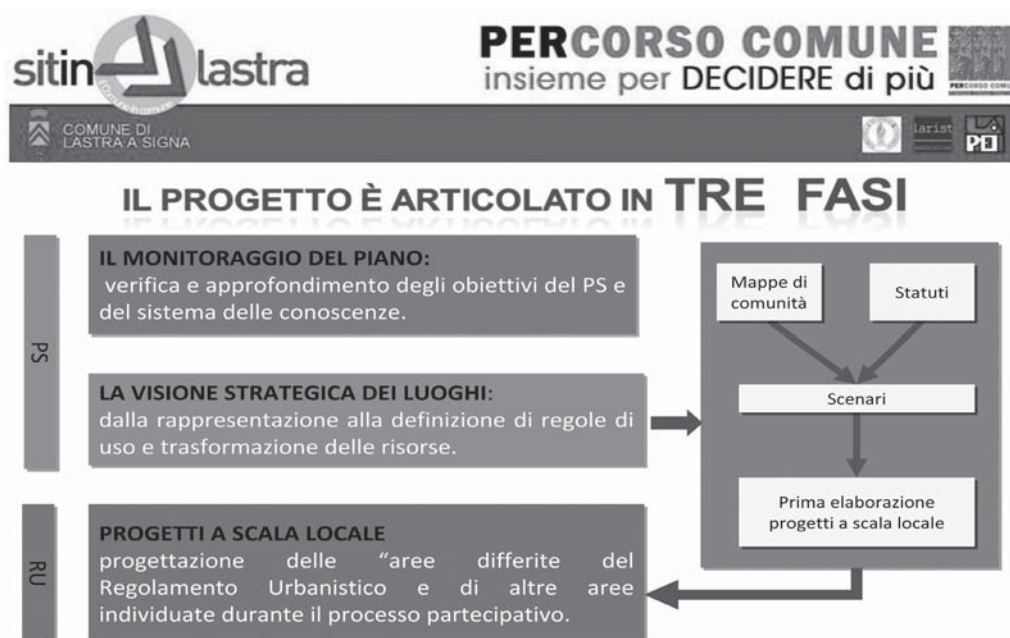 sitin lastra
PERCORSO COMUNE
insieme per DECIDERE di più
PERCORSO COMUNE
COMUNE DI
LASTRA A SIGNA
larist
IL PROGETTO È ARTICOLATO IN TRE FASI
PS
IL MONITORAGGIO DEL PIANO:
verifica e approfondimento degli obiettivi del PS e
del sistema delle conoscenze.
LA VISIONE STRATEGICA DEI LUOGHI:
dalla rappresentazione alla definizione di regole di
uso e trasformazione delle risorse.
RU
PROGETTI A SCALA LOCALE
progettazione delle “aree differite del
Regolamento Urbanistico e di altre aree
individuate durante il processo partecipativo.
Mappe di
comunità
Statuti
Scenari
Prima elaborazione
progetti a scala locale